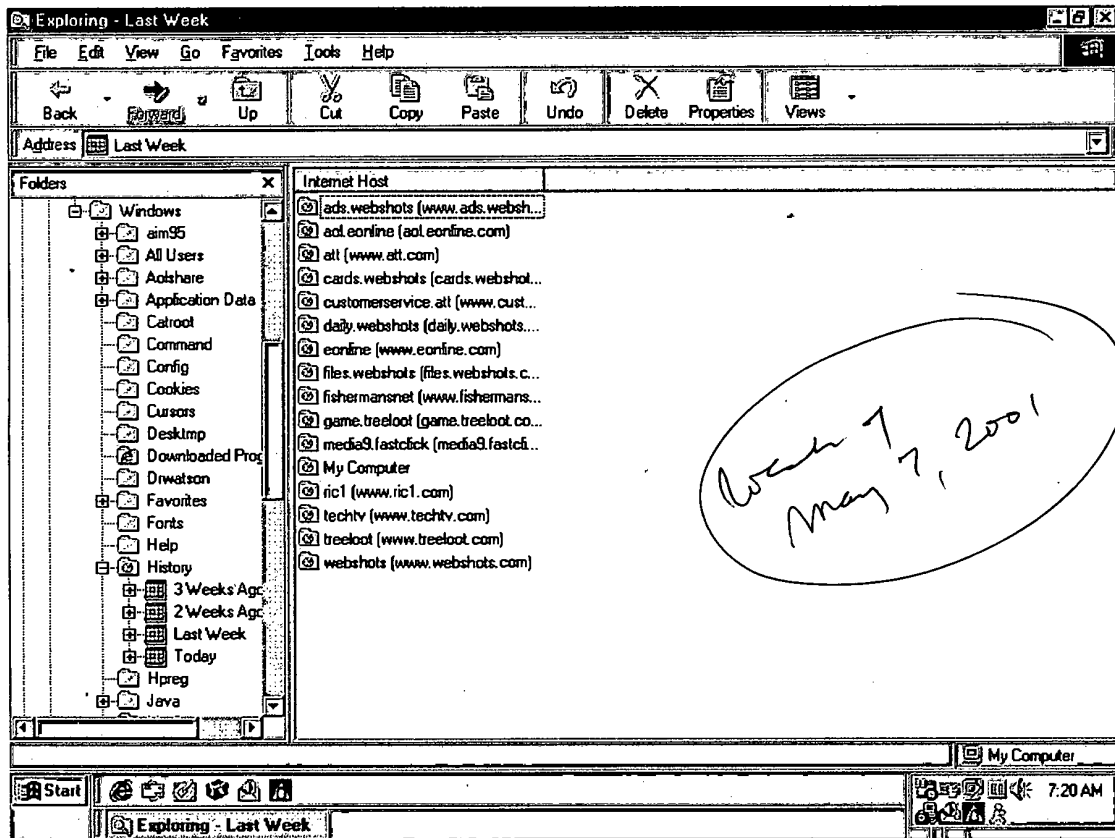 Exploring - Last Week
File Edit View Go Favorites Tools Help
Back Forward Up Cut Copy Paste Undo Delete Properties Views
Address Last Week
Folders
Windows
aim95
All Users
Aolshare
Application Data
Catroot
Command
Config
Cookies
Cursors
Desktmp
Downloaded Prog
Drwatson
Favorites
Fonts
Help
History
3 Weeks Ago
2 Weeks Ago
Last Week
Today
Hpreg
Java
Internet Host
ads.webshots (www.ads.websh...
aol.eonline (aol.eonline.com)
att (www.att.com)
cards.webshots (cards.webshot...
customerservice.att (www.cust...
daily.webshots (daily.webshots....
eonline (www.eonline.com)
files.webshots (files.webshots.c...
fishermansnet (www.fishermans...
game.treeloot (game.treeloot.co...
media9.fastclick (media9.fastcli...
My Computer
ric1 (www.ric1.com)
techtv (www.techtv.com)
treeloot (www.treeloot.com)
webshots (www.webshots.com)
Week of
May 7, 2001
My Computer
Start 7:20 AM
Exploring - Last Week